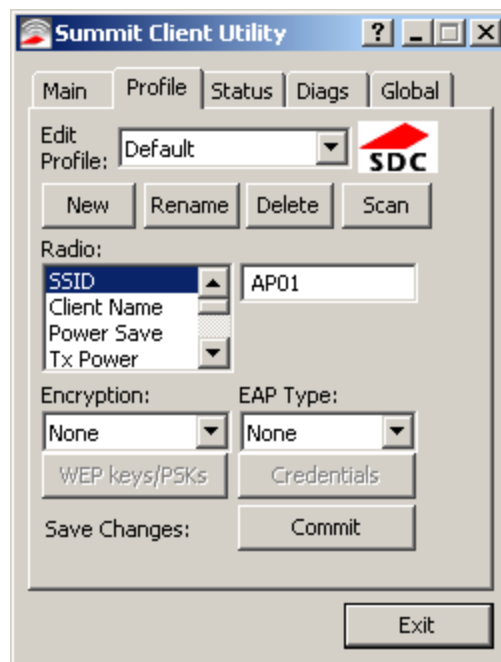 Summit Client Utility
Main Profile Status Diags Global
Edit Profile: Default
SDC
New Rename Delete Scan
Radio:
SSID AP01
Client Name
Power Save
Tx Power
Encryption: EAP Type:
None None
WEP keys/PSKs Credentials
Save Changes: Commit
Exit